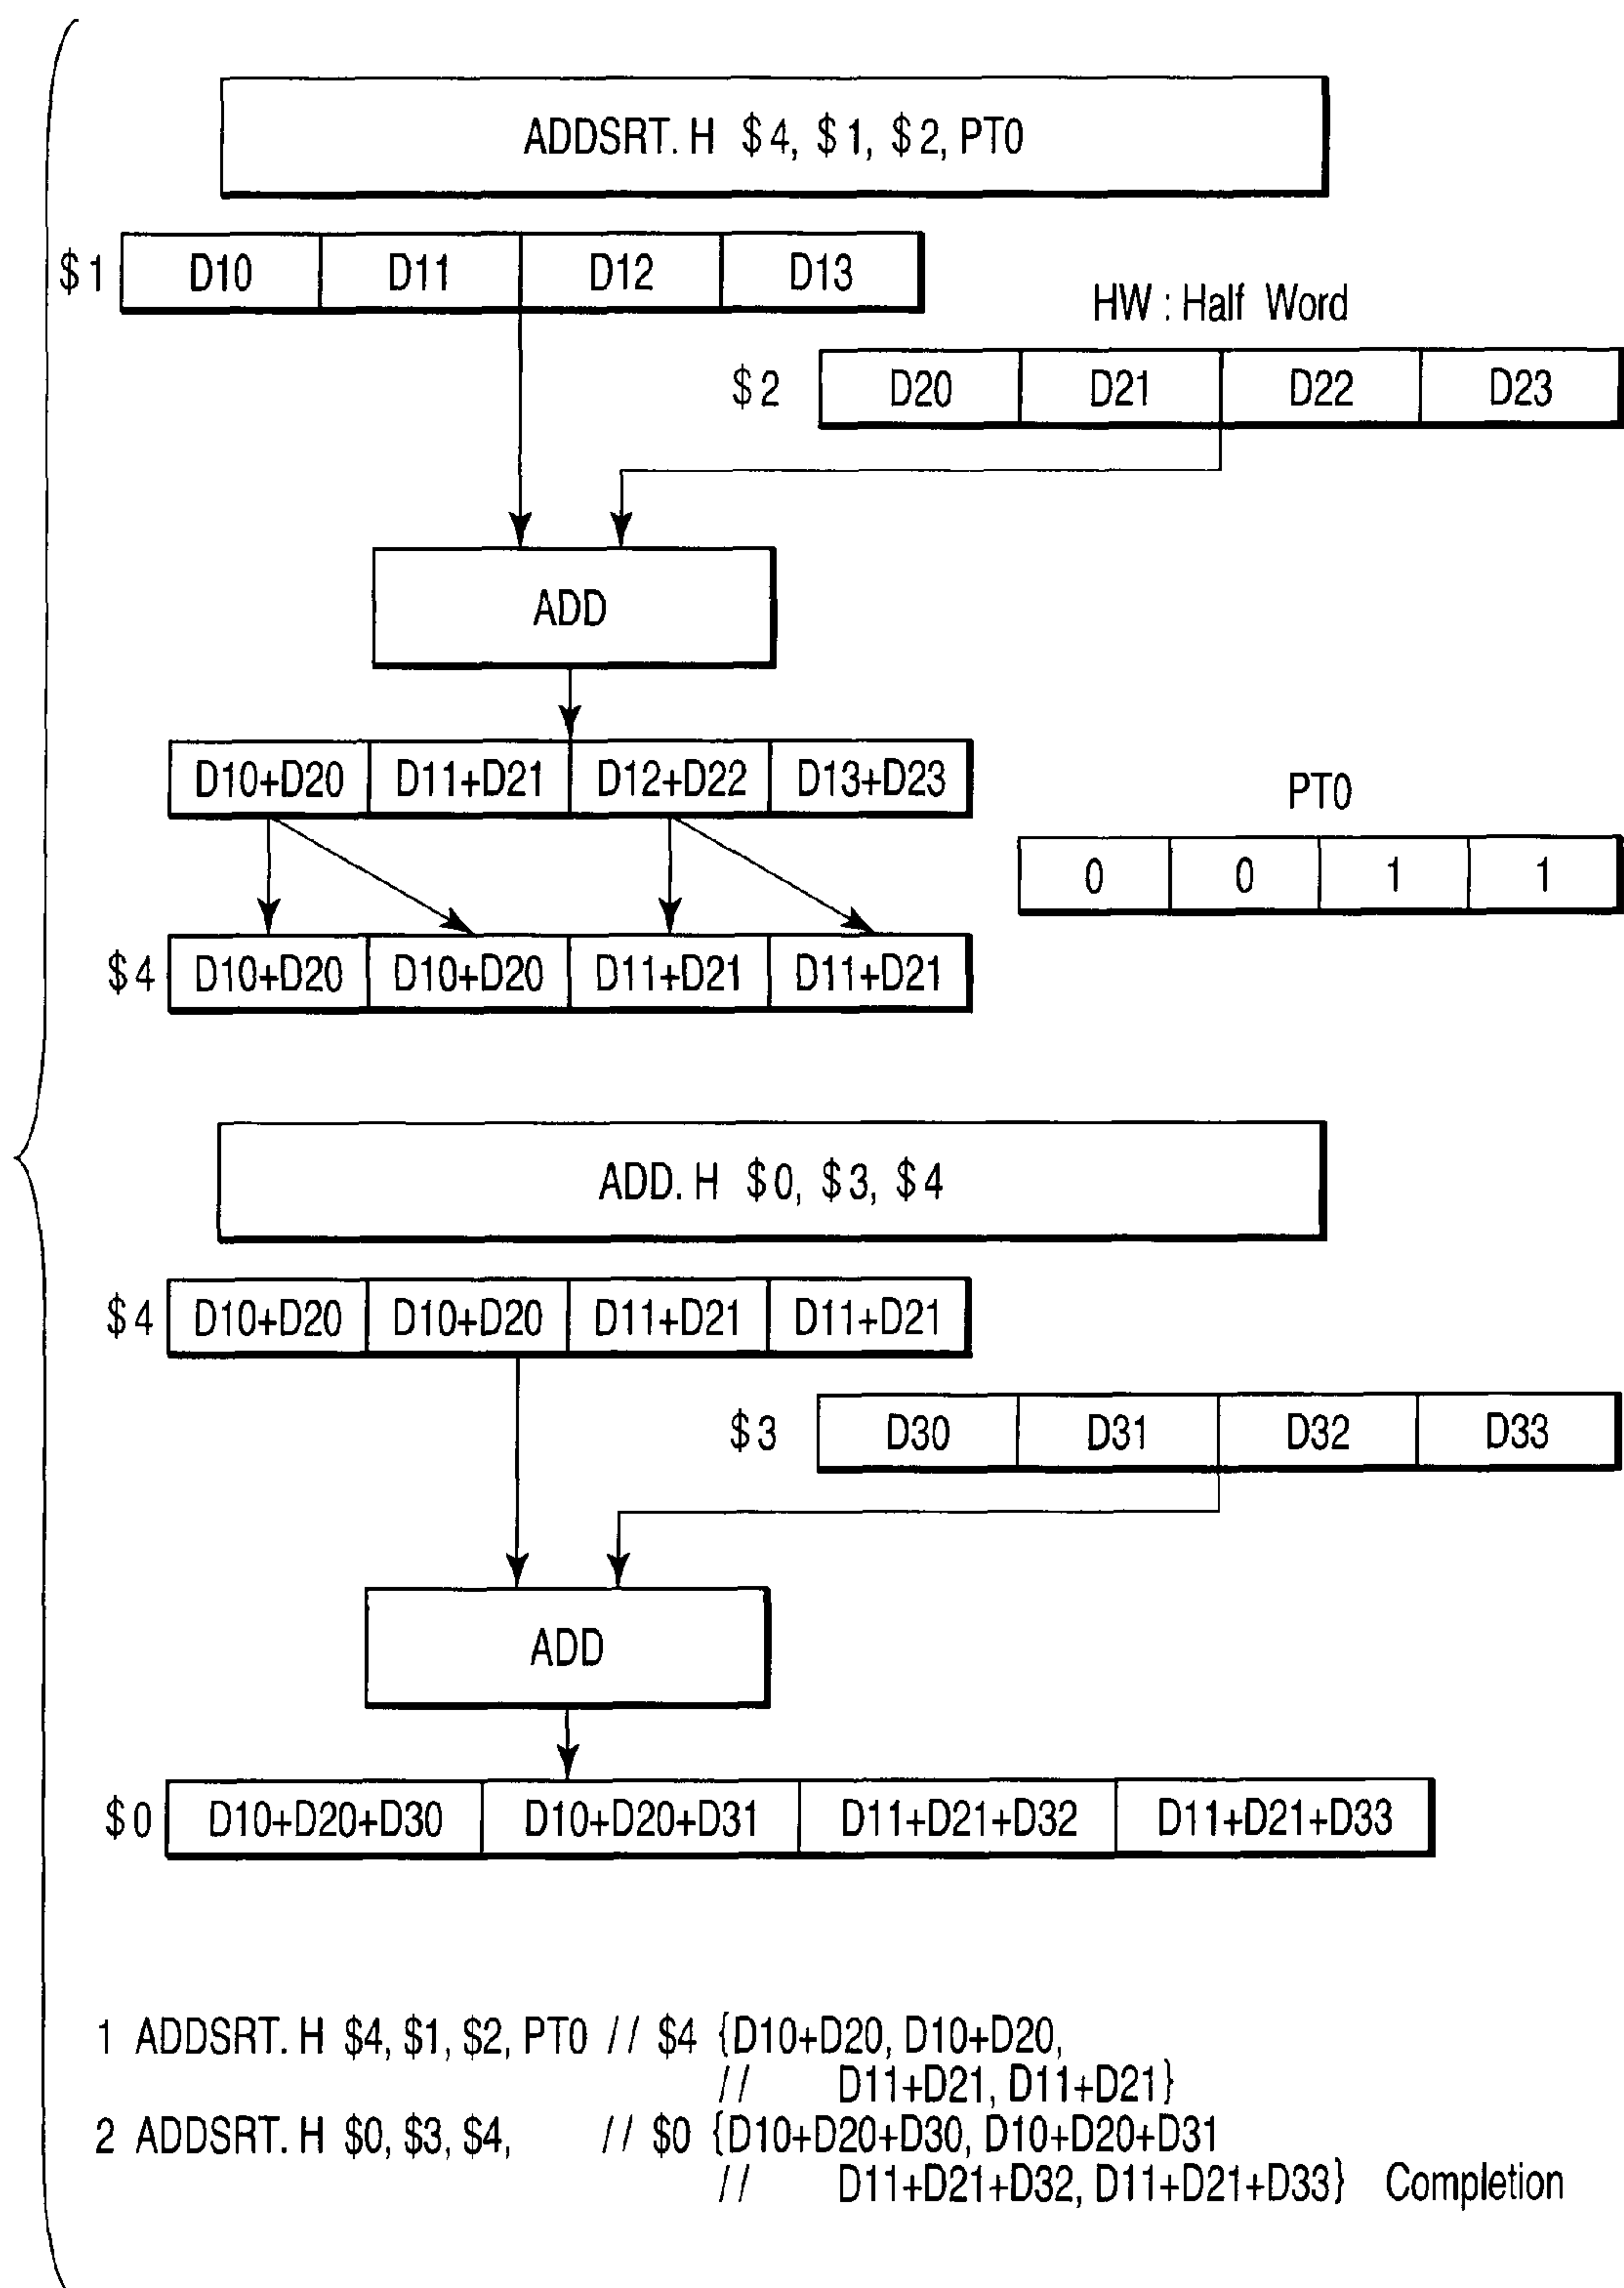 ADDSRT. H $4, $1, $2, PT0
$1 D10 D11 D12 D13
HW : Half Word
$2 D20 D21 D22 D23
ADD
D10+D20 D11+D21 D12+D22 D13+D23
PT0
0 0 1 1
$4 D10+D20 D10+D20 D11+D21 D11+D21
ADD. H $0, $3, $4
$4 D10+D20 D10+D20 D11+D21 D11+D21
$3 D30 D31 D32 D33
ADD
$0 D10+D20+D30 D10+D20+D31 D11+D21+D32 D11+D21+D33
1 ADDSRT. H $4, $1, $2, PT0 // $4 {D10+D20, D10+D20,
// D11+D21, D11+D21}
2 ADDSRT. H $0, $3, $4, // $0 {D10+D20+D30, D10+D20+D31
// D11+D21+D32, D11+D21+D33} Completion